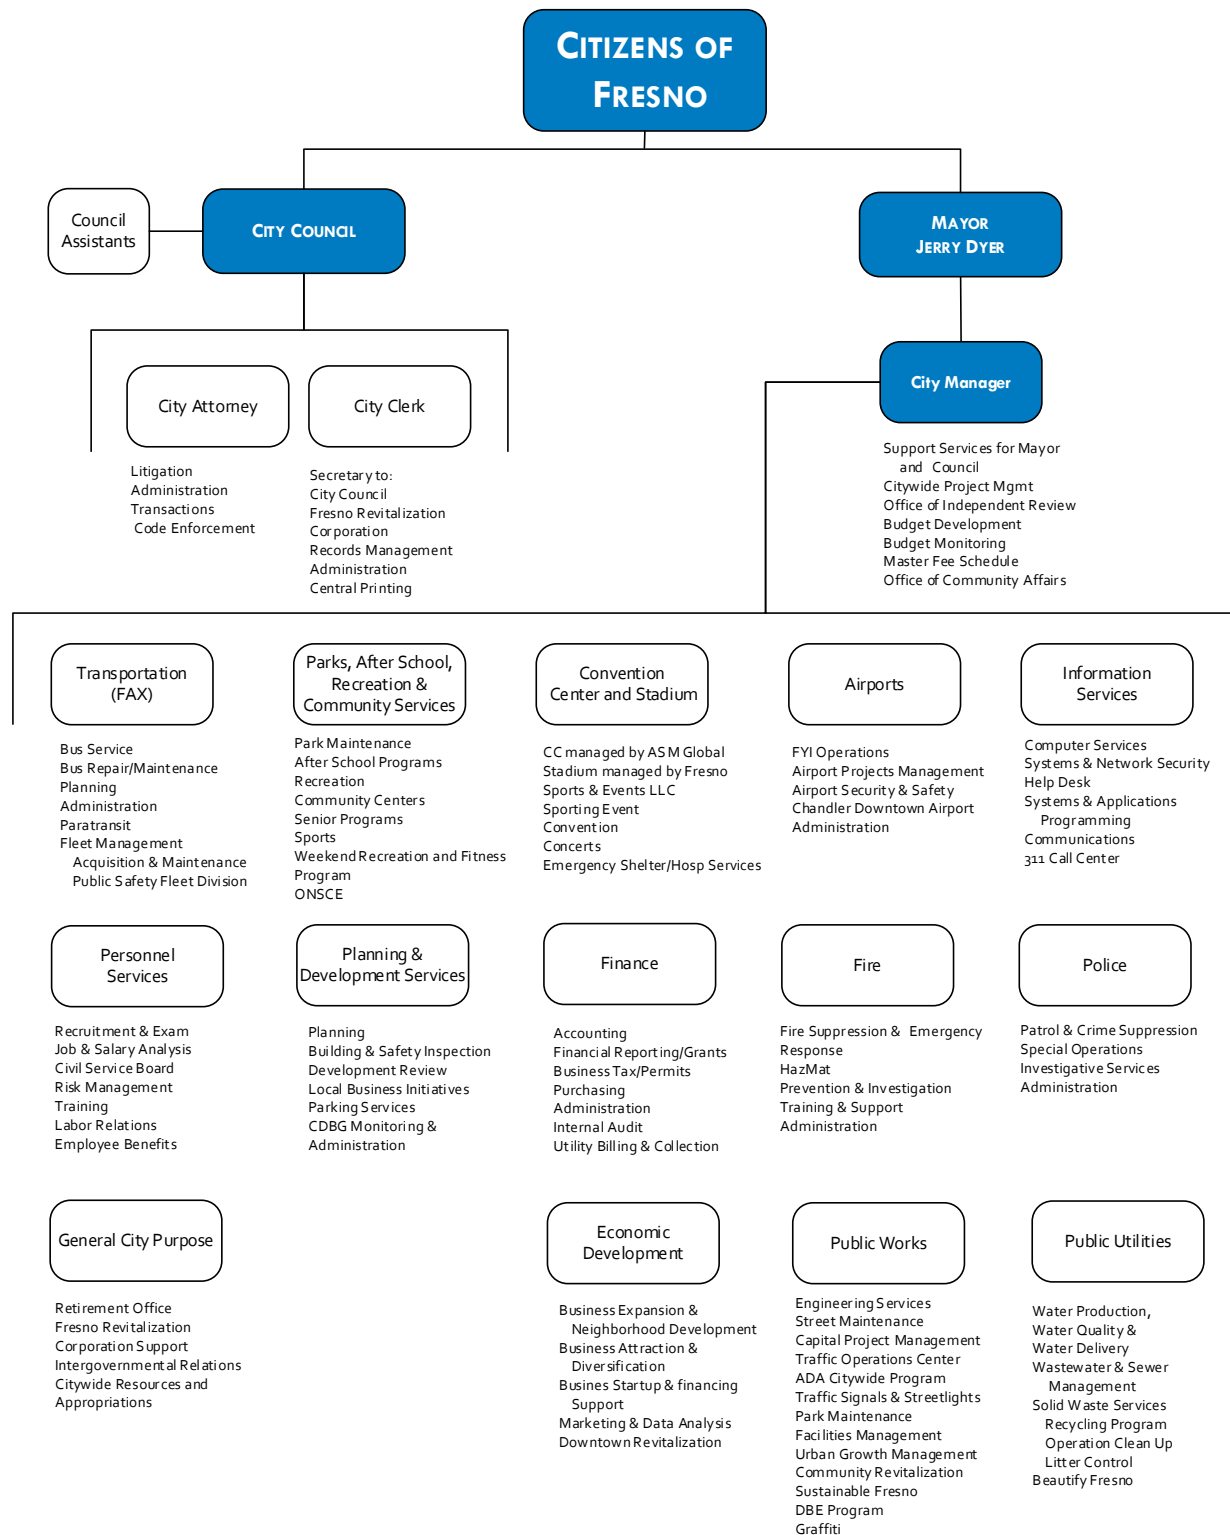 CITIZENS OF
FRESNO
Council
Assistants
CITY COUNCIL
MAYOR
JERRY DYER
City Manager
City Attorney
City Clerk
Litigation
Administration
Transactions
Code Enforcement
Secretary to:
City Council
Fresno Revitalization
Corporation
Records Management
Administration
Central Printing
Support Services for Mayor
and Council
Citywide Project Mgmt
Office of Independent Review
Budget Development
Budget Monitoring
Master Fee Schedule
Office of Community Affairs
Transportation
(FAX)
Bus Service
Bus Repair/Maintenance
Planning
Administration
Paratransit
Fleet Management
Acquisition & Maintenance
Public Safety Fleet Division
Parks, After School,
Recreation &
Community Services
Park Maintenance
After School Programs
Recreation
Community Centers
Senior Programs
Sports
Weekend Recreation and Fitness
Program
ONSCE
Convention
Center and Stadium
CC managed by ASM Global
Stadium managed by Fresno
Sports & Events LLC
Sporting Event
Convention
Concerts
Emergency Shelter/Hosp Services
Airports
FYI Operations
Airport Projects Management
Airport Security & Safety
Chandler Downtown Airport
Administration
Information
Services
Computer Services
Systems & Network Security
Help Desk
Systems & Applications
Programming
Communications
311 Call Center
Personnel
Services
Recruitment & Exam
Job & Salary Analysis
Civil Service Board
Risk Management
Training
Labor Relations
Employee Benefits
Planning &
Development Services
Planning
Building & Safety Inspection
Development Review
Local Business Initiatives
Parking Services
CDBG Monitoring &
Administration
Finance
Accounting
Financial Reporting/Grants
Business Tax/Permits
Purchasing
Administration
Internal Audit
Utility Billing & Collection
Fire
Fire Suppression & Emergency
Response
HazMat
Prevention & Investigation
Training & Support
Administration
Police
Patrol & Crime Suppression
Special Operations
Investigative Services
Administration
General City Purpose
Retirement Office
Fresno Revitalization
Corporation Support
Intergovernmental Relations
Citywide Resources and
Appropriations
Economic
Development
Business Expansion &
Neighborhood Development
Business Attraction &
Diversification
Busines Startup & financing
Support
Marketing & Data Analysis
Downtown Revitalization
Public Works
Engineering Services
Street Maintenance
Capital Project Management
Traffic Operations Center
ADA Citywide Program
Traffic Signals & Streetlights
Park Maintenance
Facilities Management
Urban Growth Management
Community Revitalization
Sustainable Fresno
DBE Program
Graffiti
Public Utilities
Water Production,
Water Quality &
Water Delivery
Wastewater & Sewer
Management
Solid Waste Services
Recycling Program
Operation Clean Up
Litter Control
Beautify Fresno